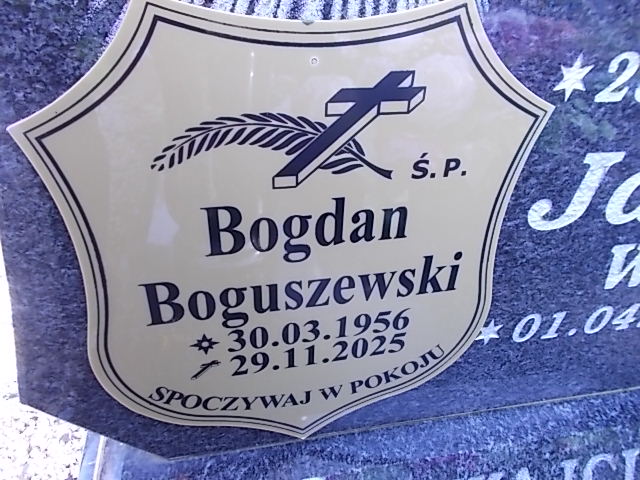 Ś. P.
Bogdan
Boguszewski
30.03.1956
29.11.2025
SPOCZYWAJ W POKOJU